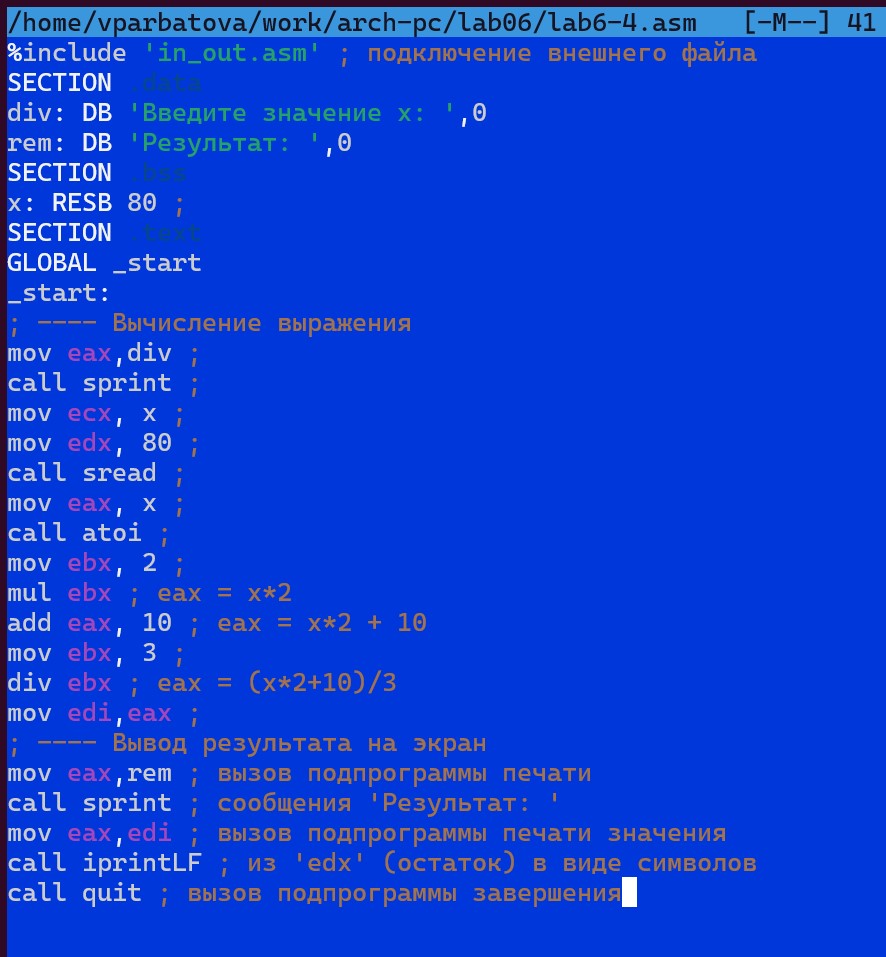 /home/vparbatova/work/arch-pc/lab06/lab6-4.asm   [-M--] 41
%include 'in_out.asm' ; подключение внешнего файла
SECTION .data
div: DB 'Введите значение x: ',0
rem: DB 'Результат: ',0
SECTION .bss
x: RESB 80 ;
SECTION .text
GLOBAL _start
_start:
; ---- Вычисление выражения
mov eax,div ;
call sprint ;
mov ecx, x ;
mov edx, 80 ;
call sread ;
mov eax, x ;
call atoi ;
mov ebx, 2 ;
mul ebx ; eax = x*2
add eax, 10 ; eax = x*2 + 10
mov ebx, 3 ;
div ebx ; eax = (x*2+10)/3
mov edi,eax ;
; ---- Вывод результата на экран
mov eax,rem ; вызов подпрограммы печати
call sprint ; сообщения 'Результат: '
mov eax,edi ; вызов подпрограммы печати значения
call iprintLF ; из 'edx' (остаток) в виде символов
call quit ; вызов подпрограммы завершения